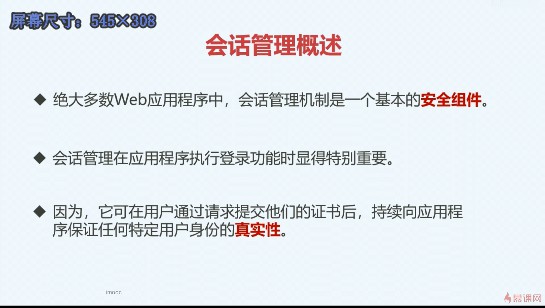 屏幕尺寸：545×308
会话管理概述
◆ 绝大多数Web应用程序中，会话管理机制是一个基本的安全组件。
◆ 会话管理在应用程序执行登录功能时显得特别重要。
◆ 因为，它可在用户通过请求提交他们的证书后，持续向应用程
序保证任何特定用户身份的真实性。